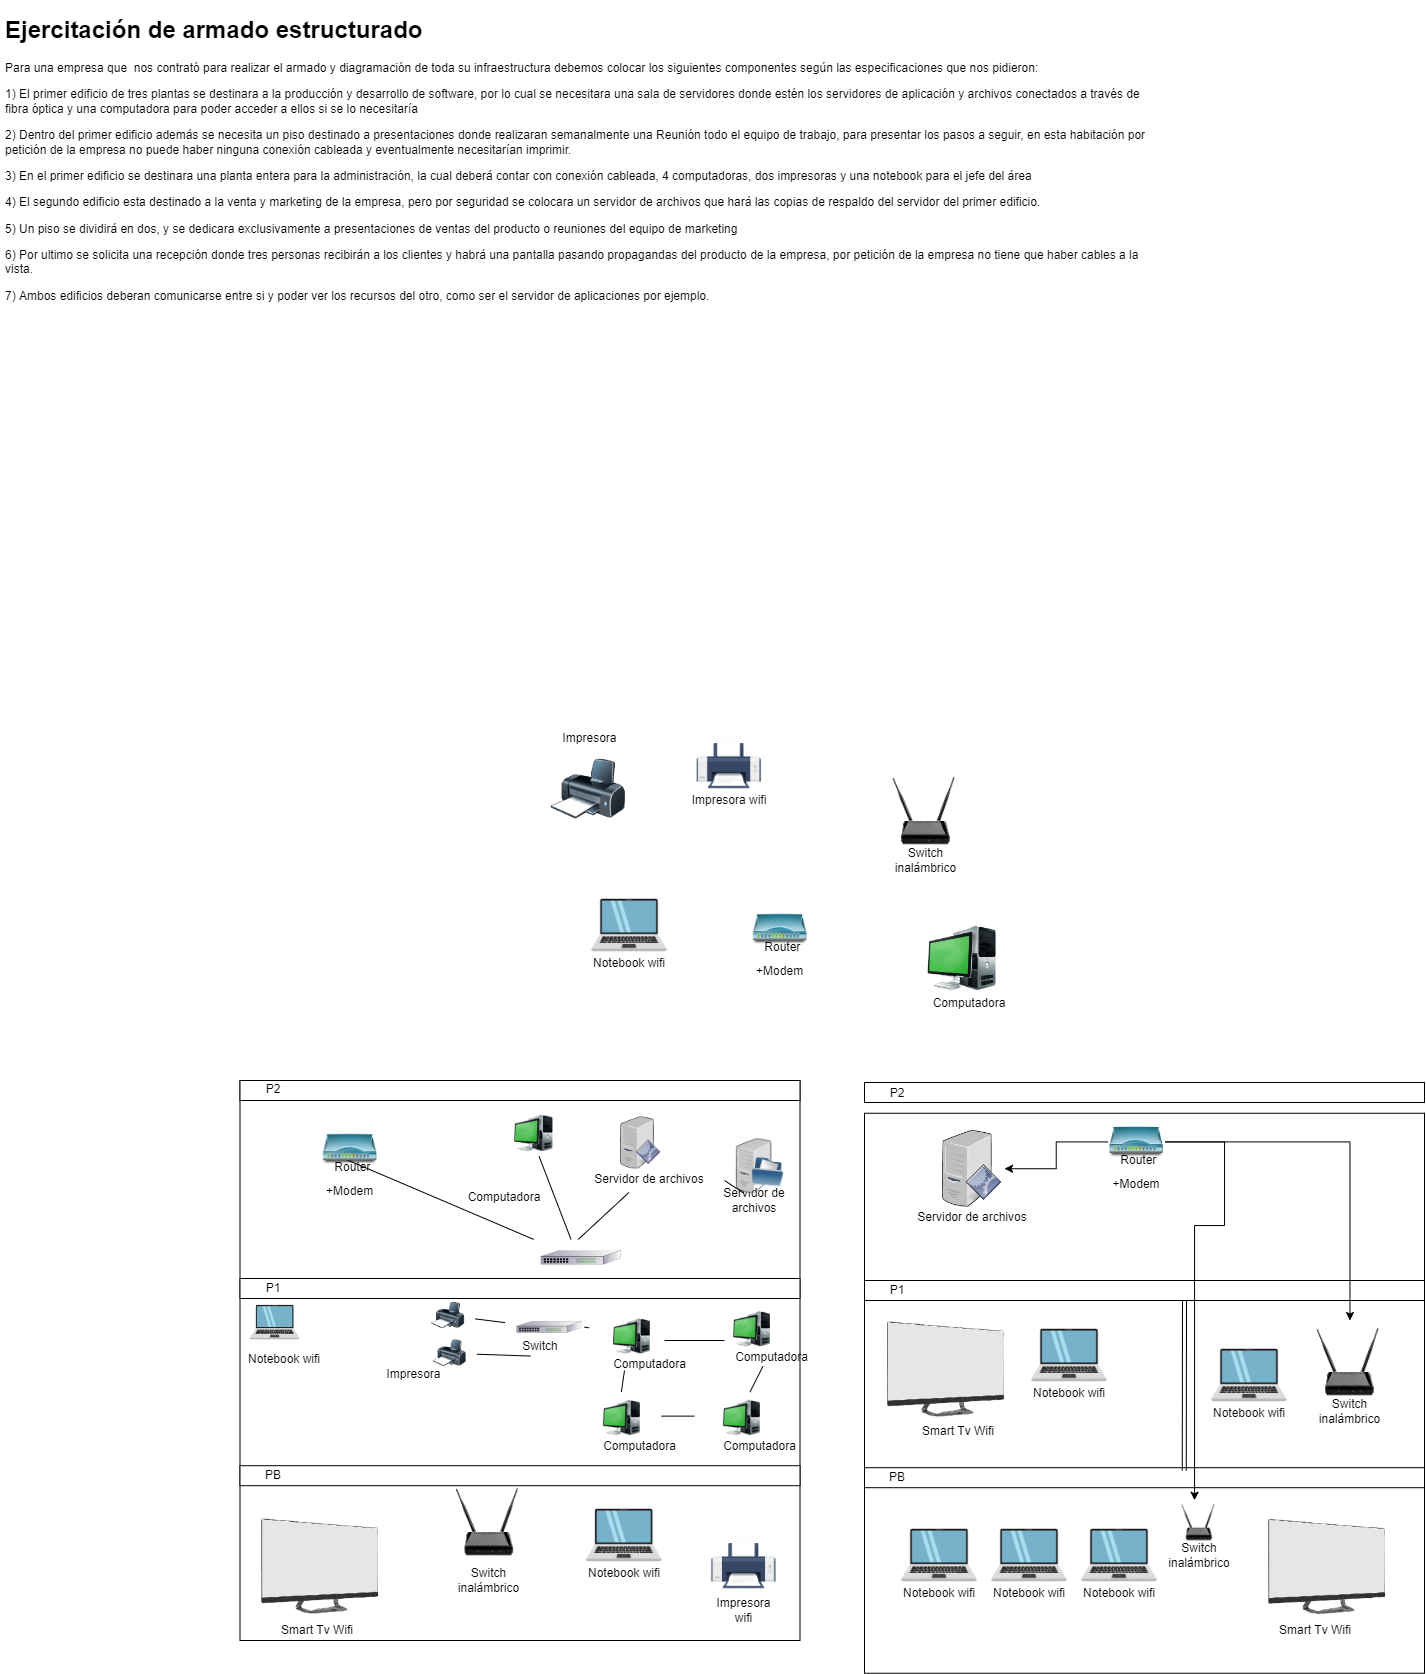 Ejercitación de armado estructurado
Para una empresa que  nos contrató para realizar el armado y diagramación de toda su infraestructura debemos colocar los siguientes componentes según las especificaciones que nos pidieron:
1) El primer edificio de tres plantas se destinara a la producción y desarrollo de software, por lo cual se necesitara una sala de servidores donde estén los servidores de aplicación y archivos conectados a través de
fibra óptica y una computadora para poder acceder a ellos si se lo necesitaría
2) Dentro del primer edificio además se necesita un piso destinado a presentaciones donde realizaran semanalmente una Reunión todo el equipo de trabajo, para presentar los pasos a seguir, en esta habitación por
petición de la empresa no puede haber ninguna conexión cableada y eventualmente necesitarían imprimir.
3) En el primer edificio se destinara una planta entera para la administración, la cual deberá contar con conexión cableada, 4 computadoras, dos impresoras y una notebook para el jefe del área
4) El segundo edificio esta destinado a la venta y marketing de la empresa, pero por seguridad se colocara un servidor de archivos que hará las copias de respaldo del servidor del primer edificio.
5) Un piso se dividirá en dos, y se dedicara exclusivamente a presentaciones de ventas del producto o reuniones del equipo de marketing
6) Por ultimo se solicita una recepción donde tres personas recibirán a los clientes y habrá una pantalla pasando propagandas del producto de la empresa, por petición de la empresa no tiene que haber cables a la
vista.
7) Ambos edificios deberan comunicarse entre si y poder ver los recursos del otro, como ser el servidor de aplicaciones por ejemplo.
Impresora
Impresora wifi
Switch
inalámbrico
Notebook wifi
Router
+Modem
Computadora
P2
Router
+Modem
Computadora
Servidor de archivos
Servidor de
archivos
P1
Notebook wifi
Impresora
Switch
Computadora
Computadora
Computadora
Computadora
PB
Smart Tv Wifi
Switch
inalámbrico
Notebook wifi
Impresora
wifi
P2
Servidor de archivos
Router
+Modem
P1
Smart Tv Wifi
Notebook wifi
Notebook wifi
Switch
inalámbrico
PB
Notebook wifi
Notebook wifi
Notebook wifi
Switch
inalámbrico
Smart Tv Wifi